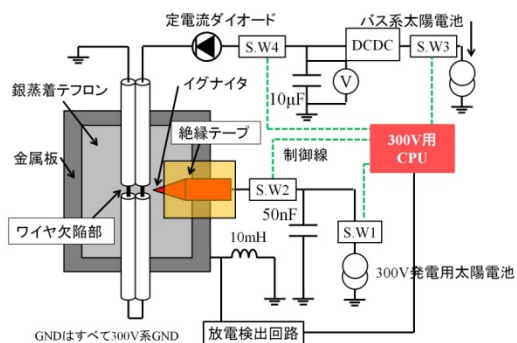 定電流ダイオード
S.W4
DCDC
バス系太陽電池
S.W3
銀蒸着テフロン
イグナイタ
10μF
V
金属板
絶縁テープ
制御線
300V用
CPU
S.W2
ワイヤ欠陥部
50nF
S.W1
10mH
300V発電用太陽電池
GNDはすべて300V系GND
放電検出回路